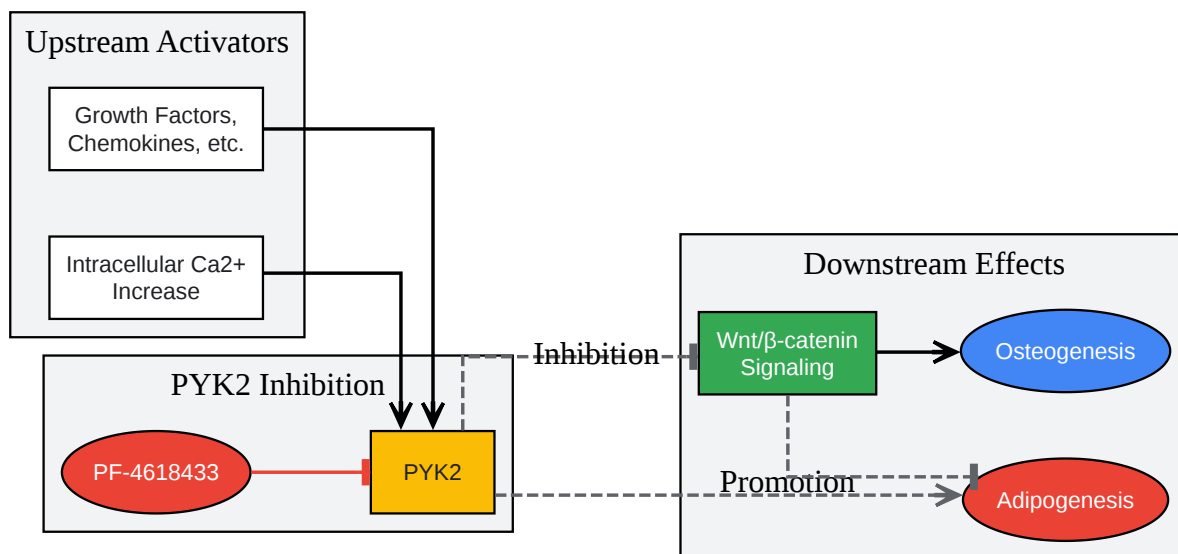 Upstream Activators
Growth Factors,
Chemokines, etc.
Intracellular Ca2+
Increase
PYK2 Inhibition
PF-4618433
PYK2
Inhibition
Downstream Effects
Wnt/β-catenin
Signaling
Osteogenesis
Promotion
Adipogenesis